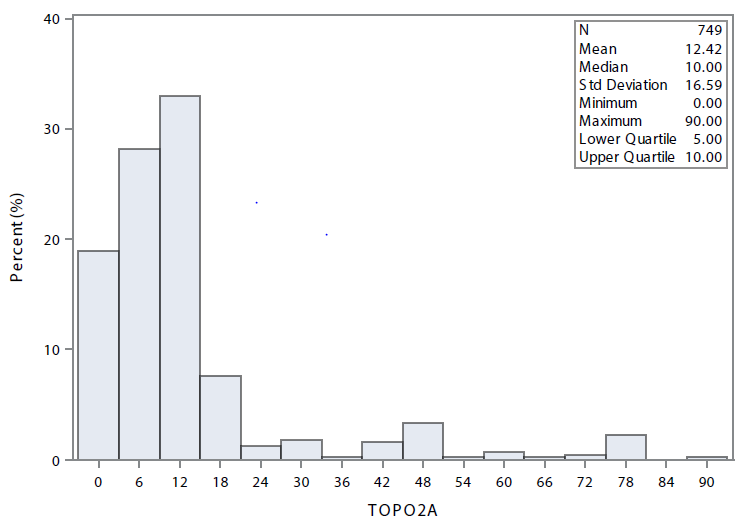 40
30
20
10
0
Percent (%)
N 749
Mean 12.42
Median 10.00
Std Deviation 16.59
Minimum 0.00
Maximum 90.00
Lower Quartile 5.00
Upper Quartile 10.00
0 6 12 18 24 30 36 42 48 54 60 66 72 78 84 90
TOPO2A